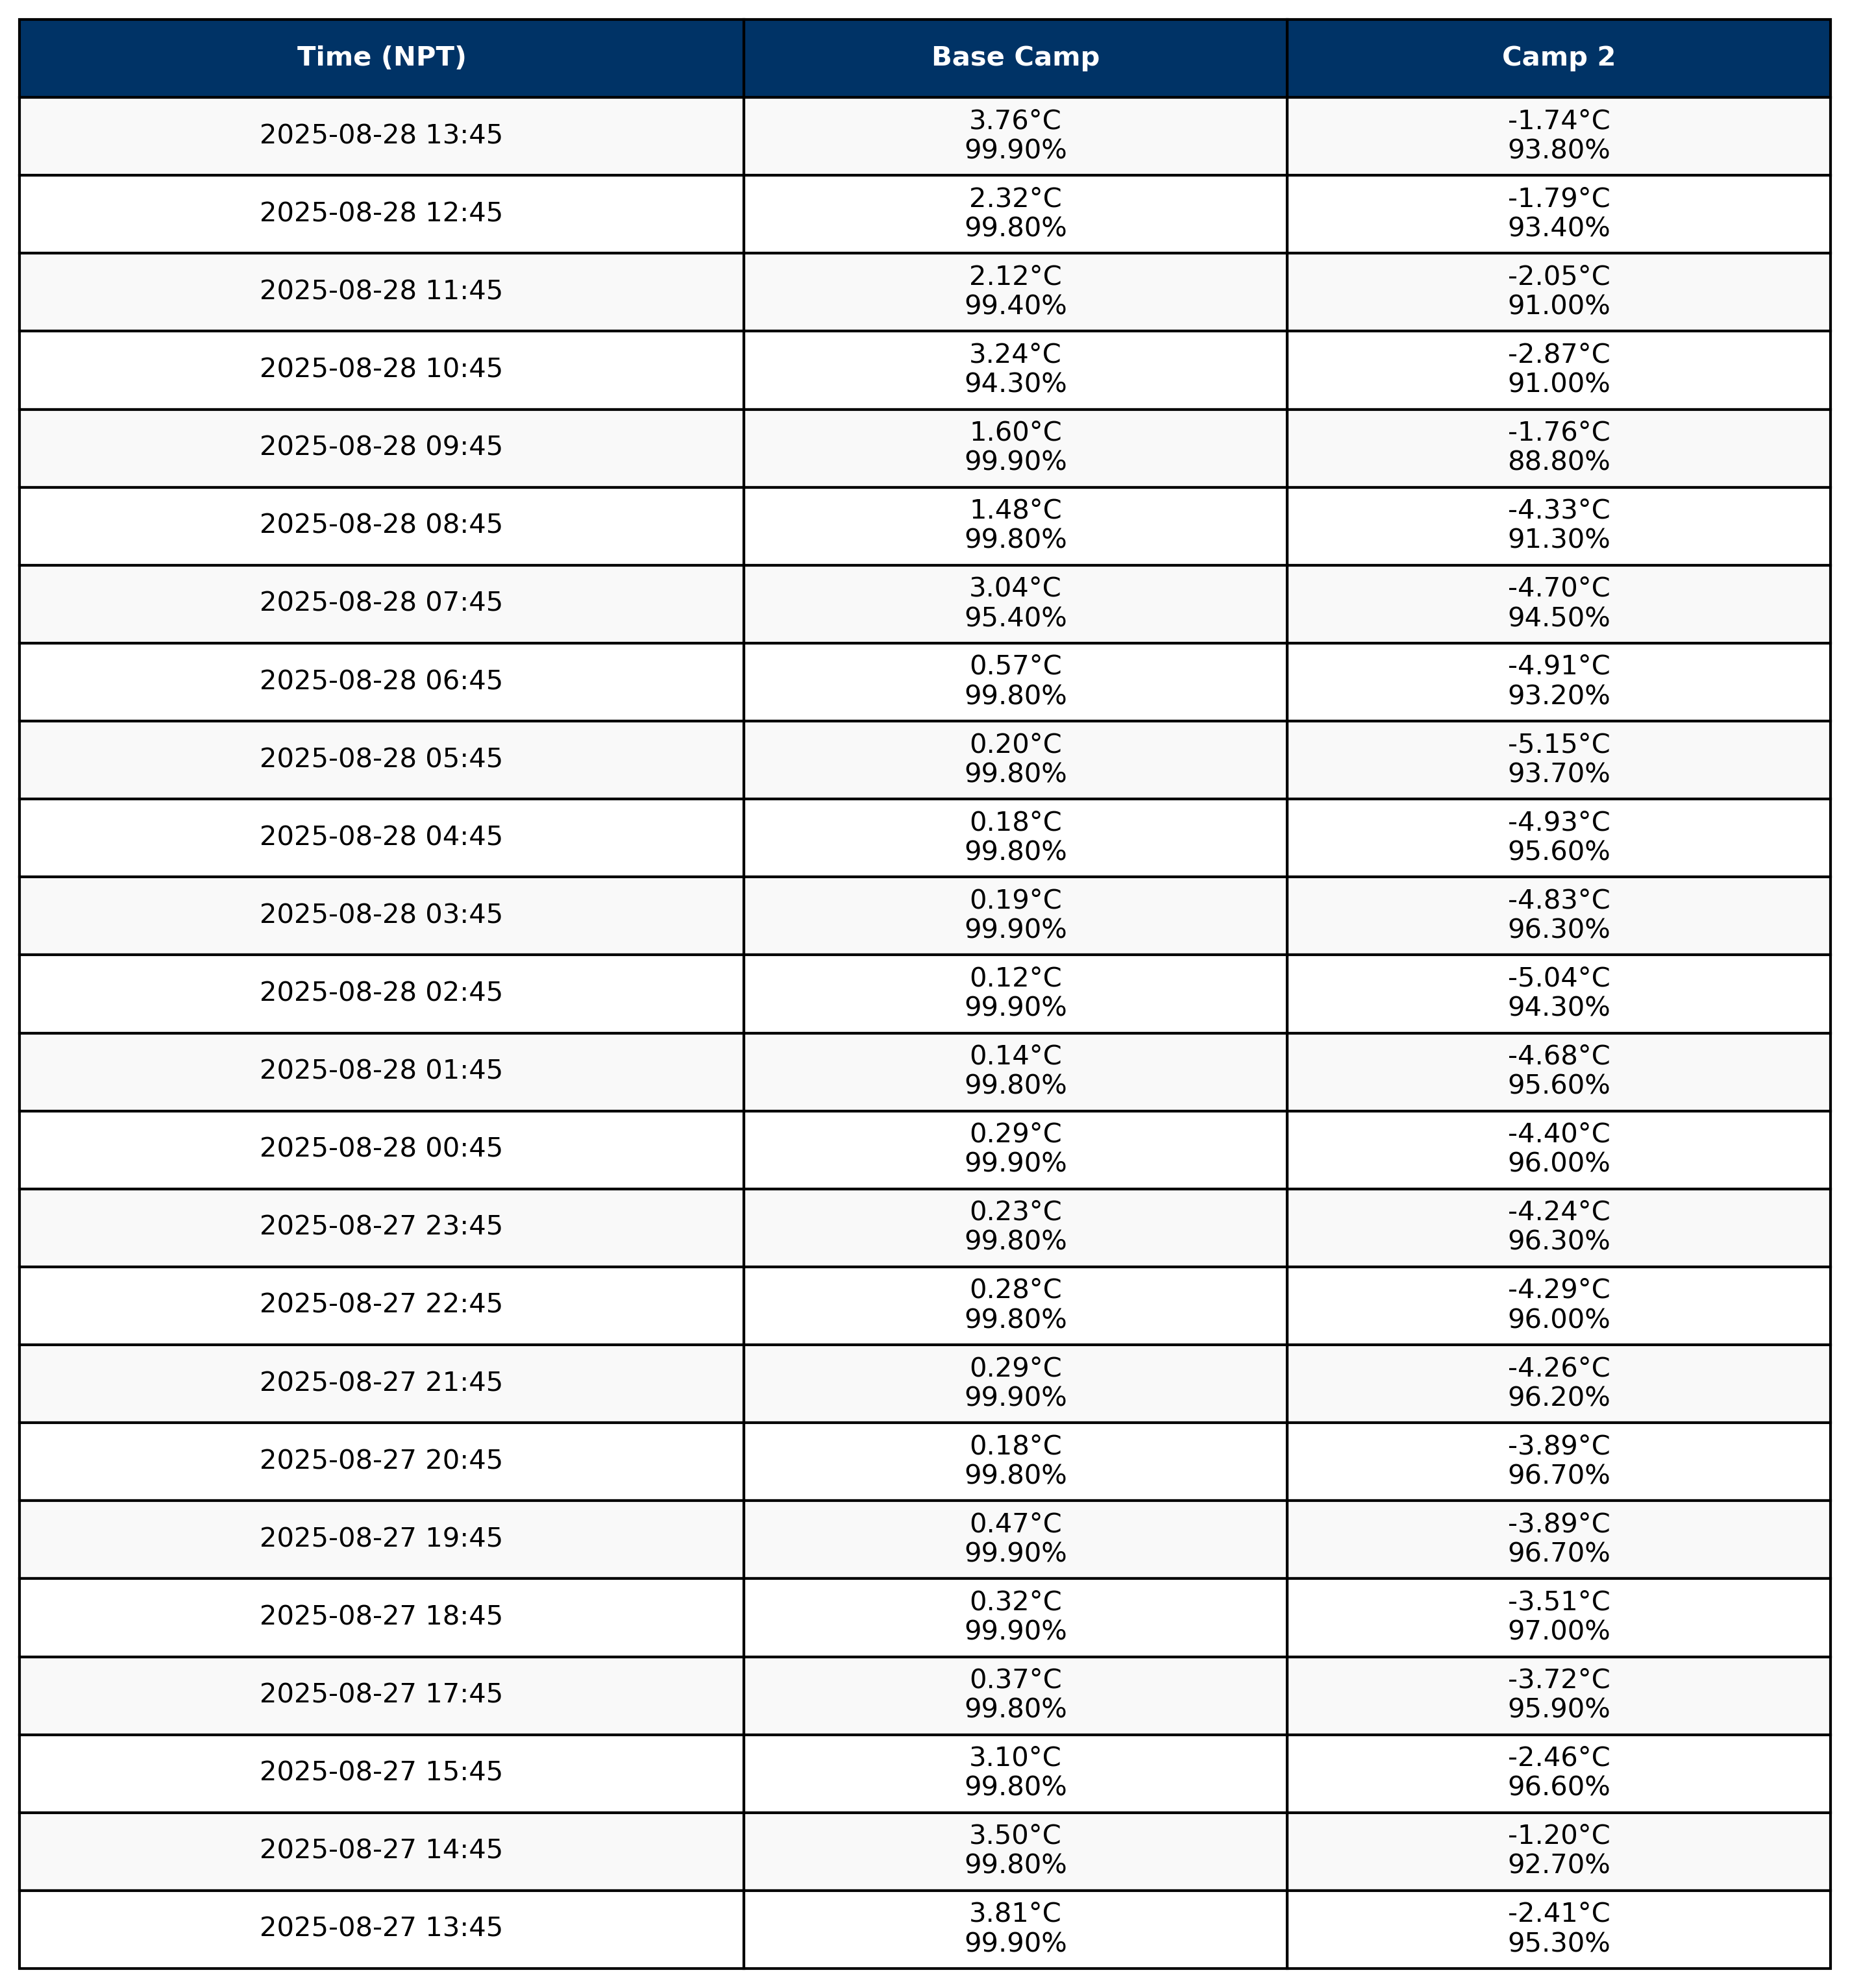 Time (NPT) Base Camp Camp 2
2025-08-28 13:45 3.76°C -1.74°C
99.90% 93.80%
2025-08-28 12:45 2.32°C -1.79°C
99.80% 93.40%
2025-08-28 11:45 2.12°C -2.05°C
99.40% 91.00%
2025-08-28 10:45 3.24°C -2.87°C
94.30% 91.00%
2025-08-28 09:45 1.60°C -1.76°C
99.90% 88.80%
2025-08-28 08:45 1.48°C -4.33°C
99.80% 91.30%
2025-08-28 07:45 3.04°C -4.70°C
95.40% 94.50%
2025-08-28 06:45 0.57°C -4.91°C
99.80% 93.20%
2025-08-28 05:45 0.20°C -5.15°C
99.80% 93.70%
2025-08-28 04:45 0.18°C -4.93°C
99.80% 95.60%
2025-08-28 03:45 0.19°C -4.83°C
99.90% 96.30%
2025-08-28 02:45 0.12°C -5.04°C
99.90% 94.30%
2025-08-28 01:45 0.14°C -4.68°C
99.80% 95.60%
2025-08-28 00:45 0.29°C -4.40°C
99.90% 96.00%
2025-08-27 23:45 0.23°C -4.24°C
99.80% 96.30%
2025-08-27 22:45 0.28°C -4.29°C
99.80% 96.00%
2025-08-27 21:45 0.29°C -4.26°C
99.90% 96.20%
2025-08-27 20:45 0.18°C -3.89°C
99.80% 96.70%
2025-08-27 19:45 0.47°C -3.89°C
99.90% 96.70%
2025-08-27 18:45 0.32°C -3.51°C
99.90% 97.00%
2025-08-27 17:45 0.37°C -3.72°C
99.80% 95.90%
2025-08-27 15:45 3.10°C -2.46°C
99.80% 96.60%
2025-08-27 14:45 3.50°C -1.20°C
99.80% 92.70%
2025-08-27 13:45 3.81°C -2.41°C
99.90% 95.30%